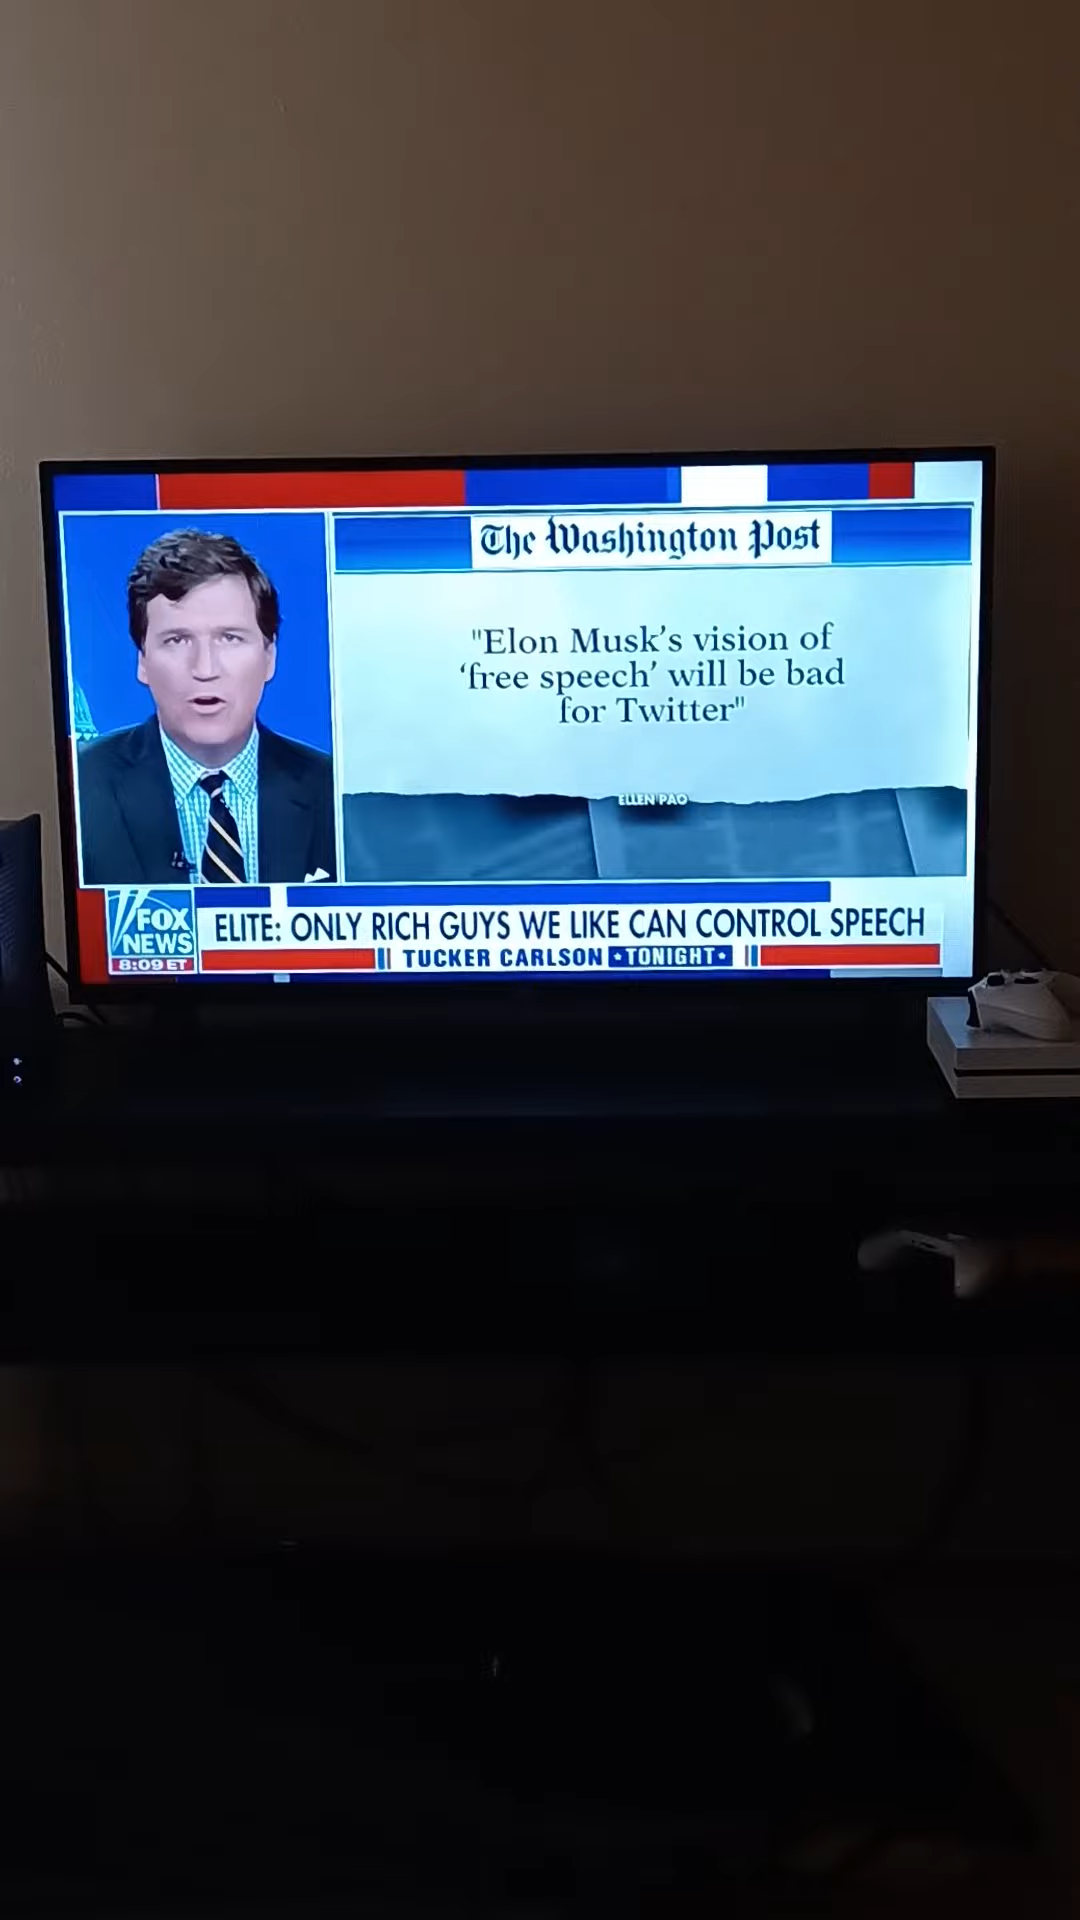 The Washington Post
"Elon Musk's vision of
'free speech' will be bad
for Twitter"
ELLEN PAO
FOX
NEWS
8:09 ET
ELITE: ONLY RICH GUYS WE LIKE CAN CONTROL SPEECH
TUCKER CARLSON TONIGHT